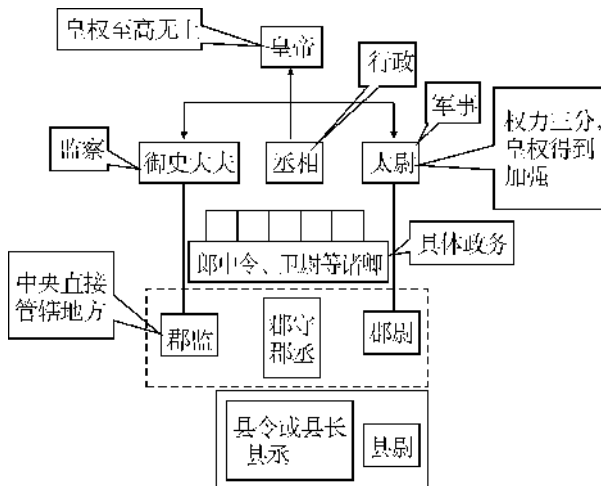 皇权至高无上
皇帝
行政
军事
监察
御史大夫
丞相
太尉
权力三分，
皇权得到
加强
郎中令、卫尉等诸卿
具体政务
中央直接
管辖地方
郡监
郡守
郡丞
郡尉
县令或县长
县丞
县尉